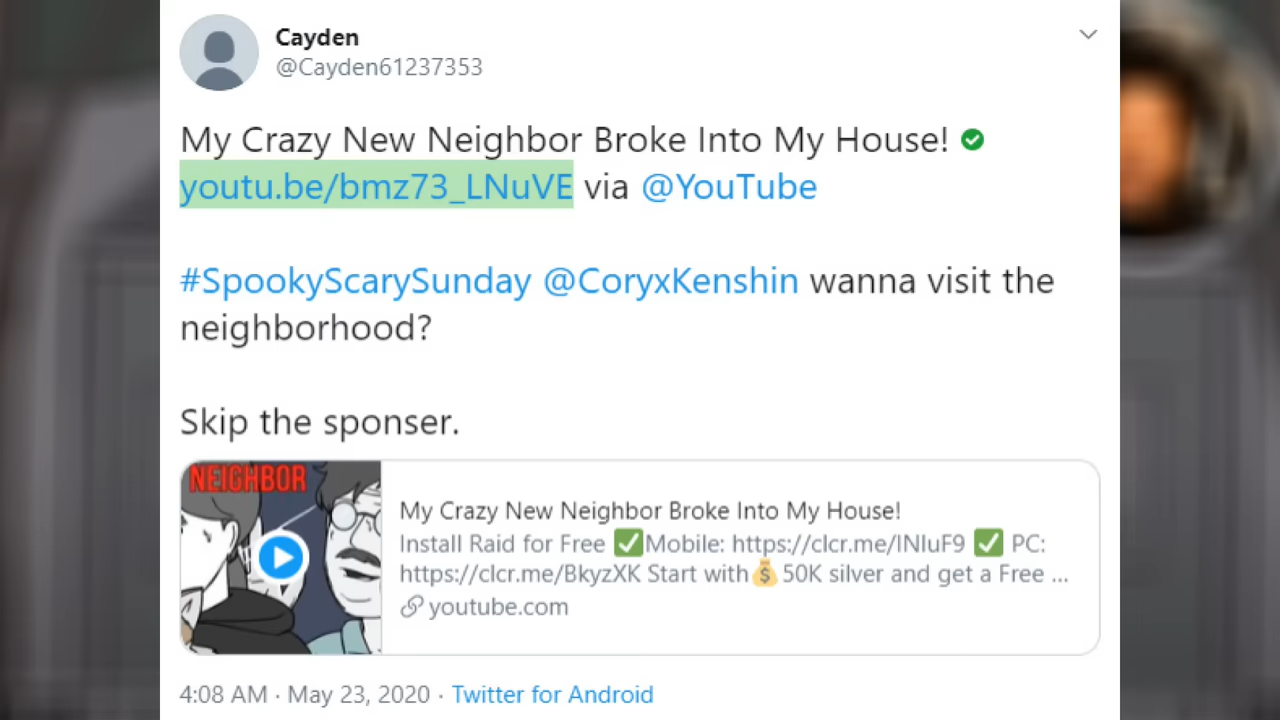 Cayden
@Cayden61237353
My Crazy New Neighbor Broke Into My House! ✅
youtu.be/bmz73_LNuVE via @YouTube
#SpookyScarySunday @CoryxKenshin wanna visit the
neighborhood?
Skip the sponser.
NEIGHBOR
My Crazy New Neighbor Broke Into My House!
Install Raid for Free ✅Mobile: https://clcr.me/INIuF9 ✅ PC:
https://clcr.me/BkyzXK Start with💰50K silver and get a Free ...
youtube.com
4:08 AM · May 23, 2020 · Twitter for Android